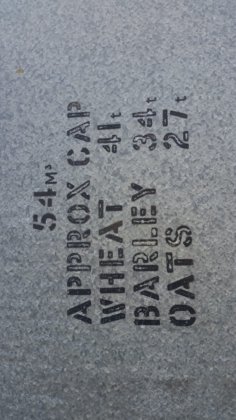 54M³
APPROX CAP
WHEAT 41t
BARLEY 34t
OATS 27t